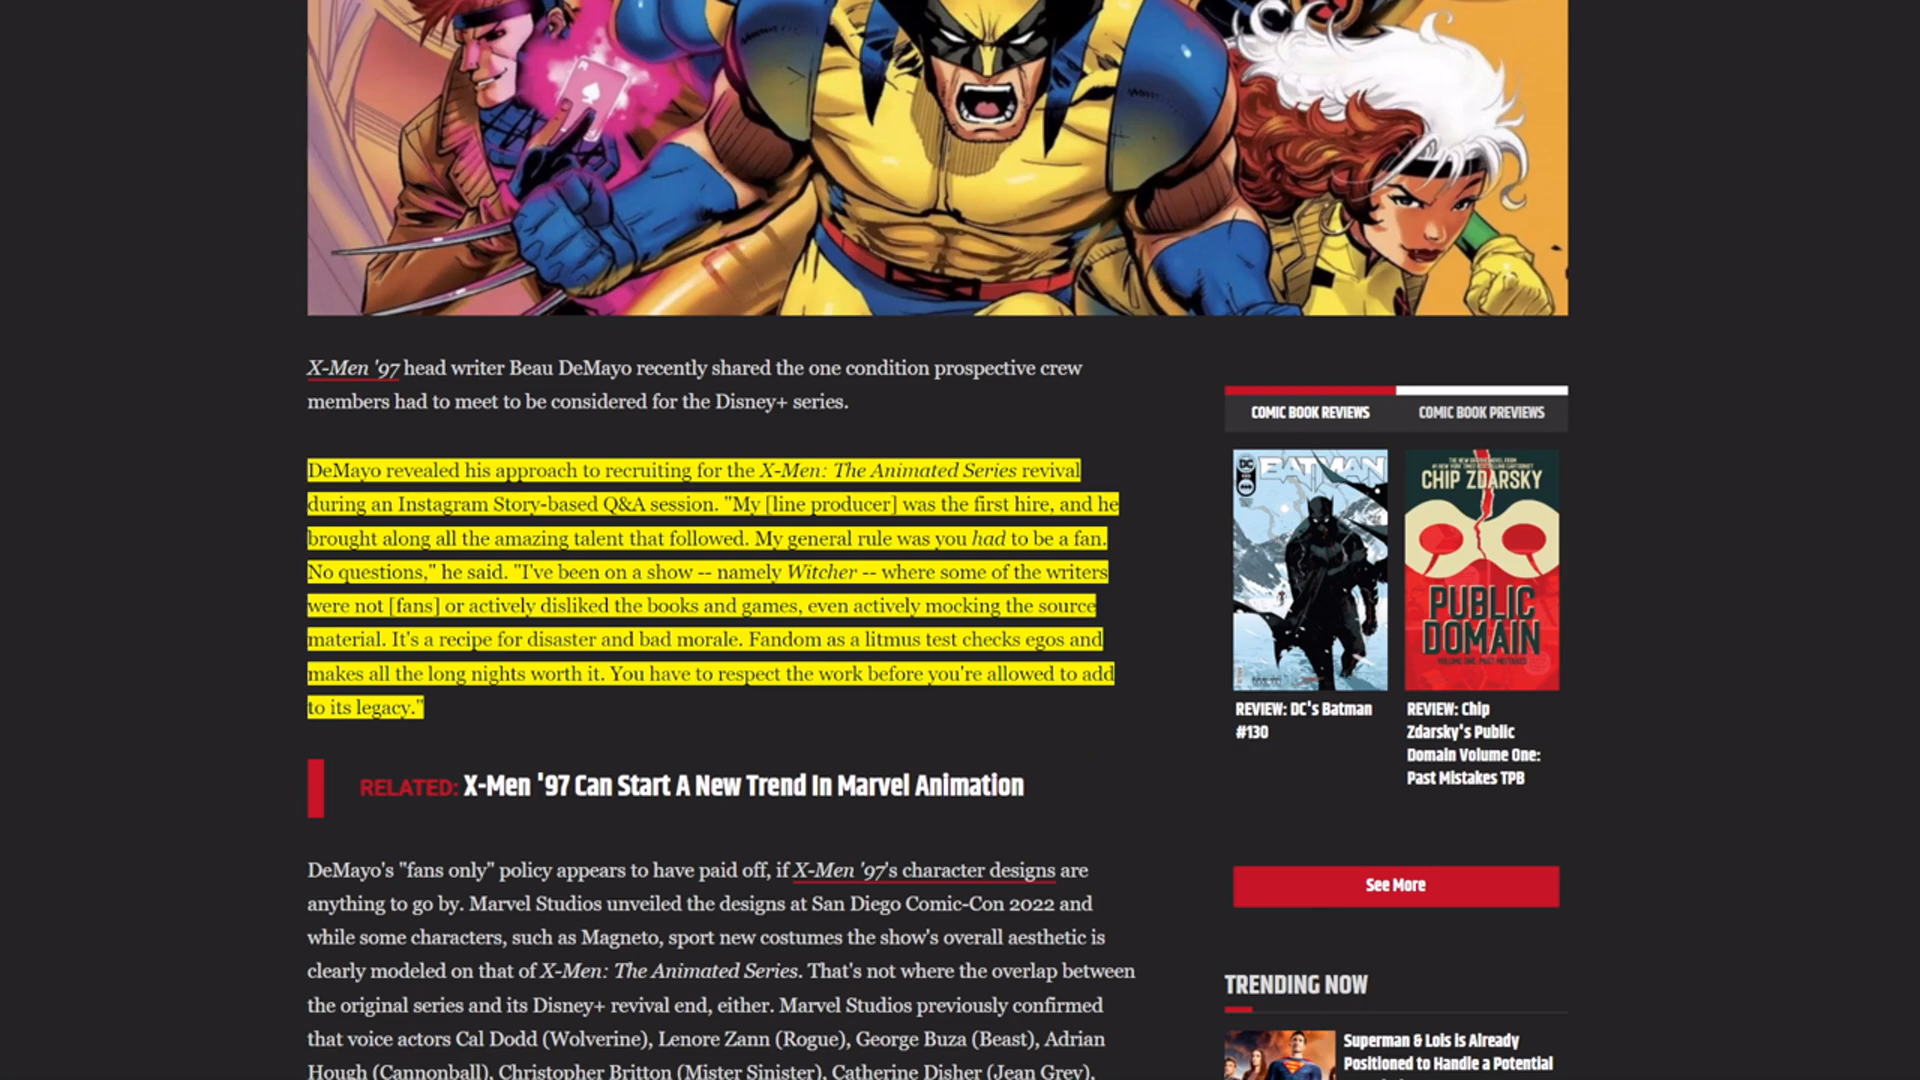 X-Men '97 head writer Beau DeMayo recently shared the one condition prospective crew
members had to meet to be considered for the Disney+ series.
DeMayo revealed his approach to recruiting for the X-Men: The Animated Series revival
during an Instagram Story-based Q&A session. "My [line producer] was the first hire, and he
brought along all the amazing talent that followed. My general rule was you had to be a fan.
No questions," he said. "I've been on a show -- namely Witcher -- where some of the writers
were not [fans] or actively disliked the books and games, even actively mocking the source
material. It's a recipe for disaster and bad morale. Fandom as a litmus test checks egos and
makes all the long nights worth it. You have to respect the work before you're allowed to add
to its legacy."
RELATED: X-Men '97 Can Start A New Trend In Marvel Animation
DeMayo's "fans only" policy appears to have paid off, if X-Men '97's character designs are
anything to go by. Marvel Studios unveiled the designs at San Diego Comic-Con 2022 and
while some characters, such as Magneto, sport new costumes the show's overall aesthetic is
clearly modeled on that of X-Men: The Animated Series. That's not where the overlap between
the original series and its Disney+ revival end, either. Marvel Studios previously confirmed
that voice actors Cal Dodd (Wolverine), Lenore Zann (Rogue), George Buza (Beast), Adrian
Hough (Cannonball), Christopher Britton (Mister Sinister), Catherine Disher (Jean Grey),
COMIC BOOK REVIEWS
COMIC BOOK PREVIEWS
DC
BATMAN
CHIP ZDARSKY
PUBLIC
DOMAIN
REVIEW: DC's Batman
#130
REVIEW: Chip
Zdarsky's Public
Domain Volume One:
Past Mistakes TPB
See More
TRENDING NOW
Superman & Lois is Already
Positioned to Handle a Potential